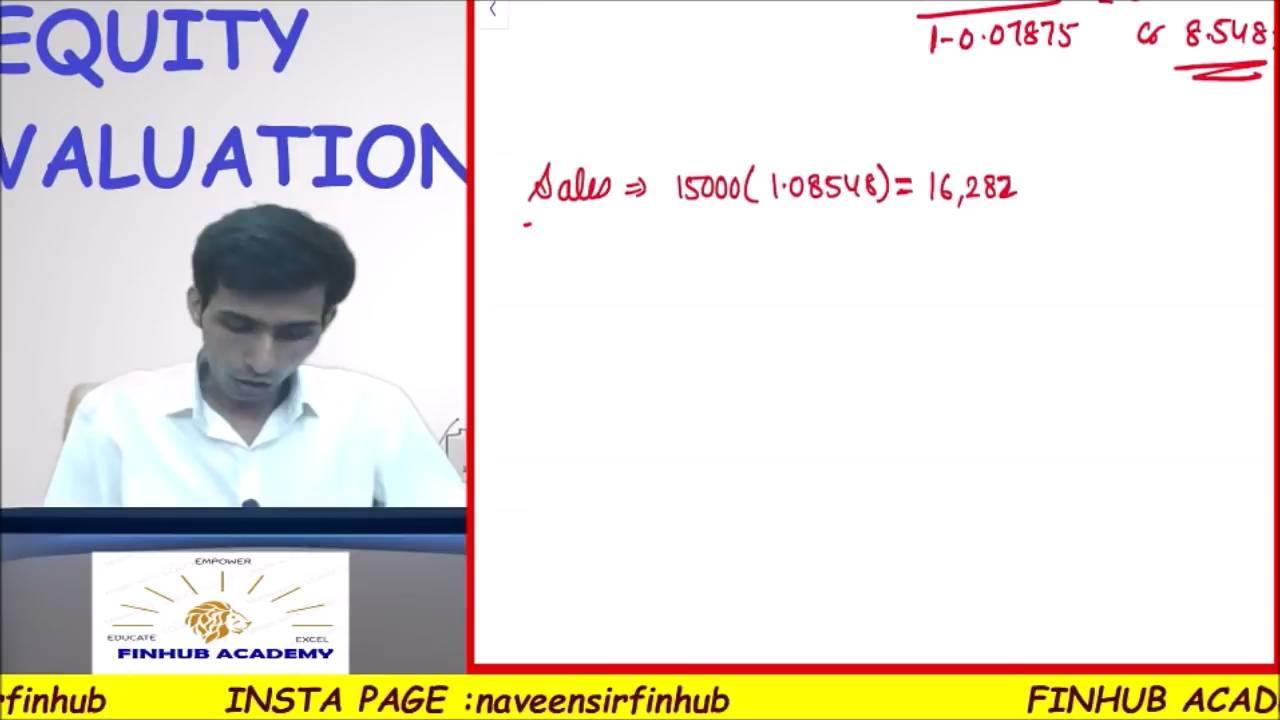 EQUITY
VALUATION
1-0.07875 or 8.548
Sales ⇒ 15000(1.08548) = 16,282
EMPOWER
EDUCATE EXCEL
FINHUB ACADEMY
rfinhub INSTA PAGE :naveensirfinhub FINHUB ACAD